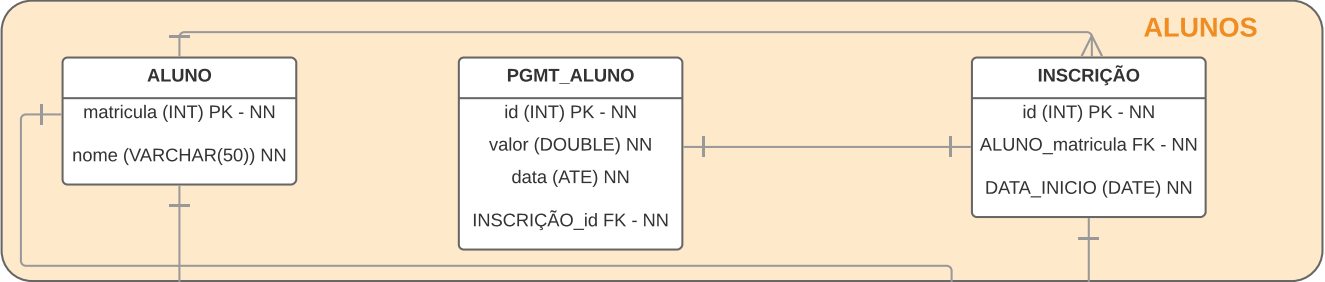 ALUNOS
ALUNO
matricula (INT) PK - NN
nome (VARCHAR(50)) NN
PGMT_ALUNO
id (INT) PK - NN
valor (DOUBLE) NN
data (ATE) NN
INSCRIÇÃO_id FK - NN
INSCRIÇÃO
id (INT) PK - NN
ALUNO_matricula FK - NN
DATA_INICIO (DATE) NN